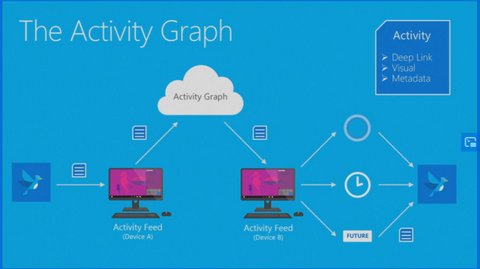 The Activity Graph
Activity
Deep Link
Visual
Metadata
Activity Graph
Activity Feed
(Device A)
Activity Feed
(Device B)
FUTURE